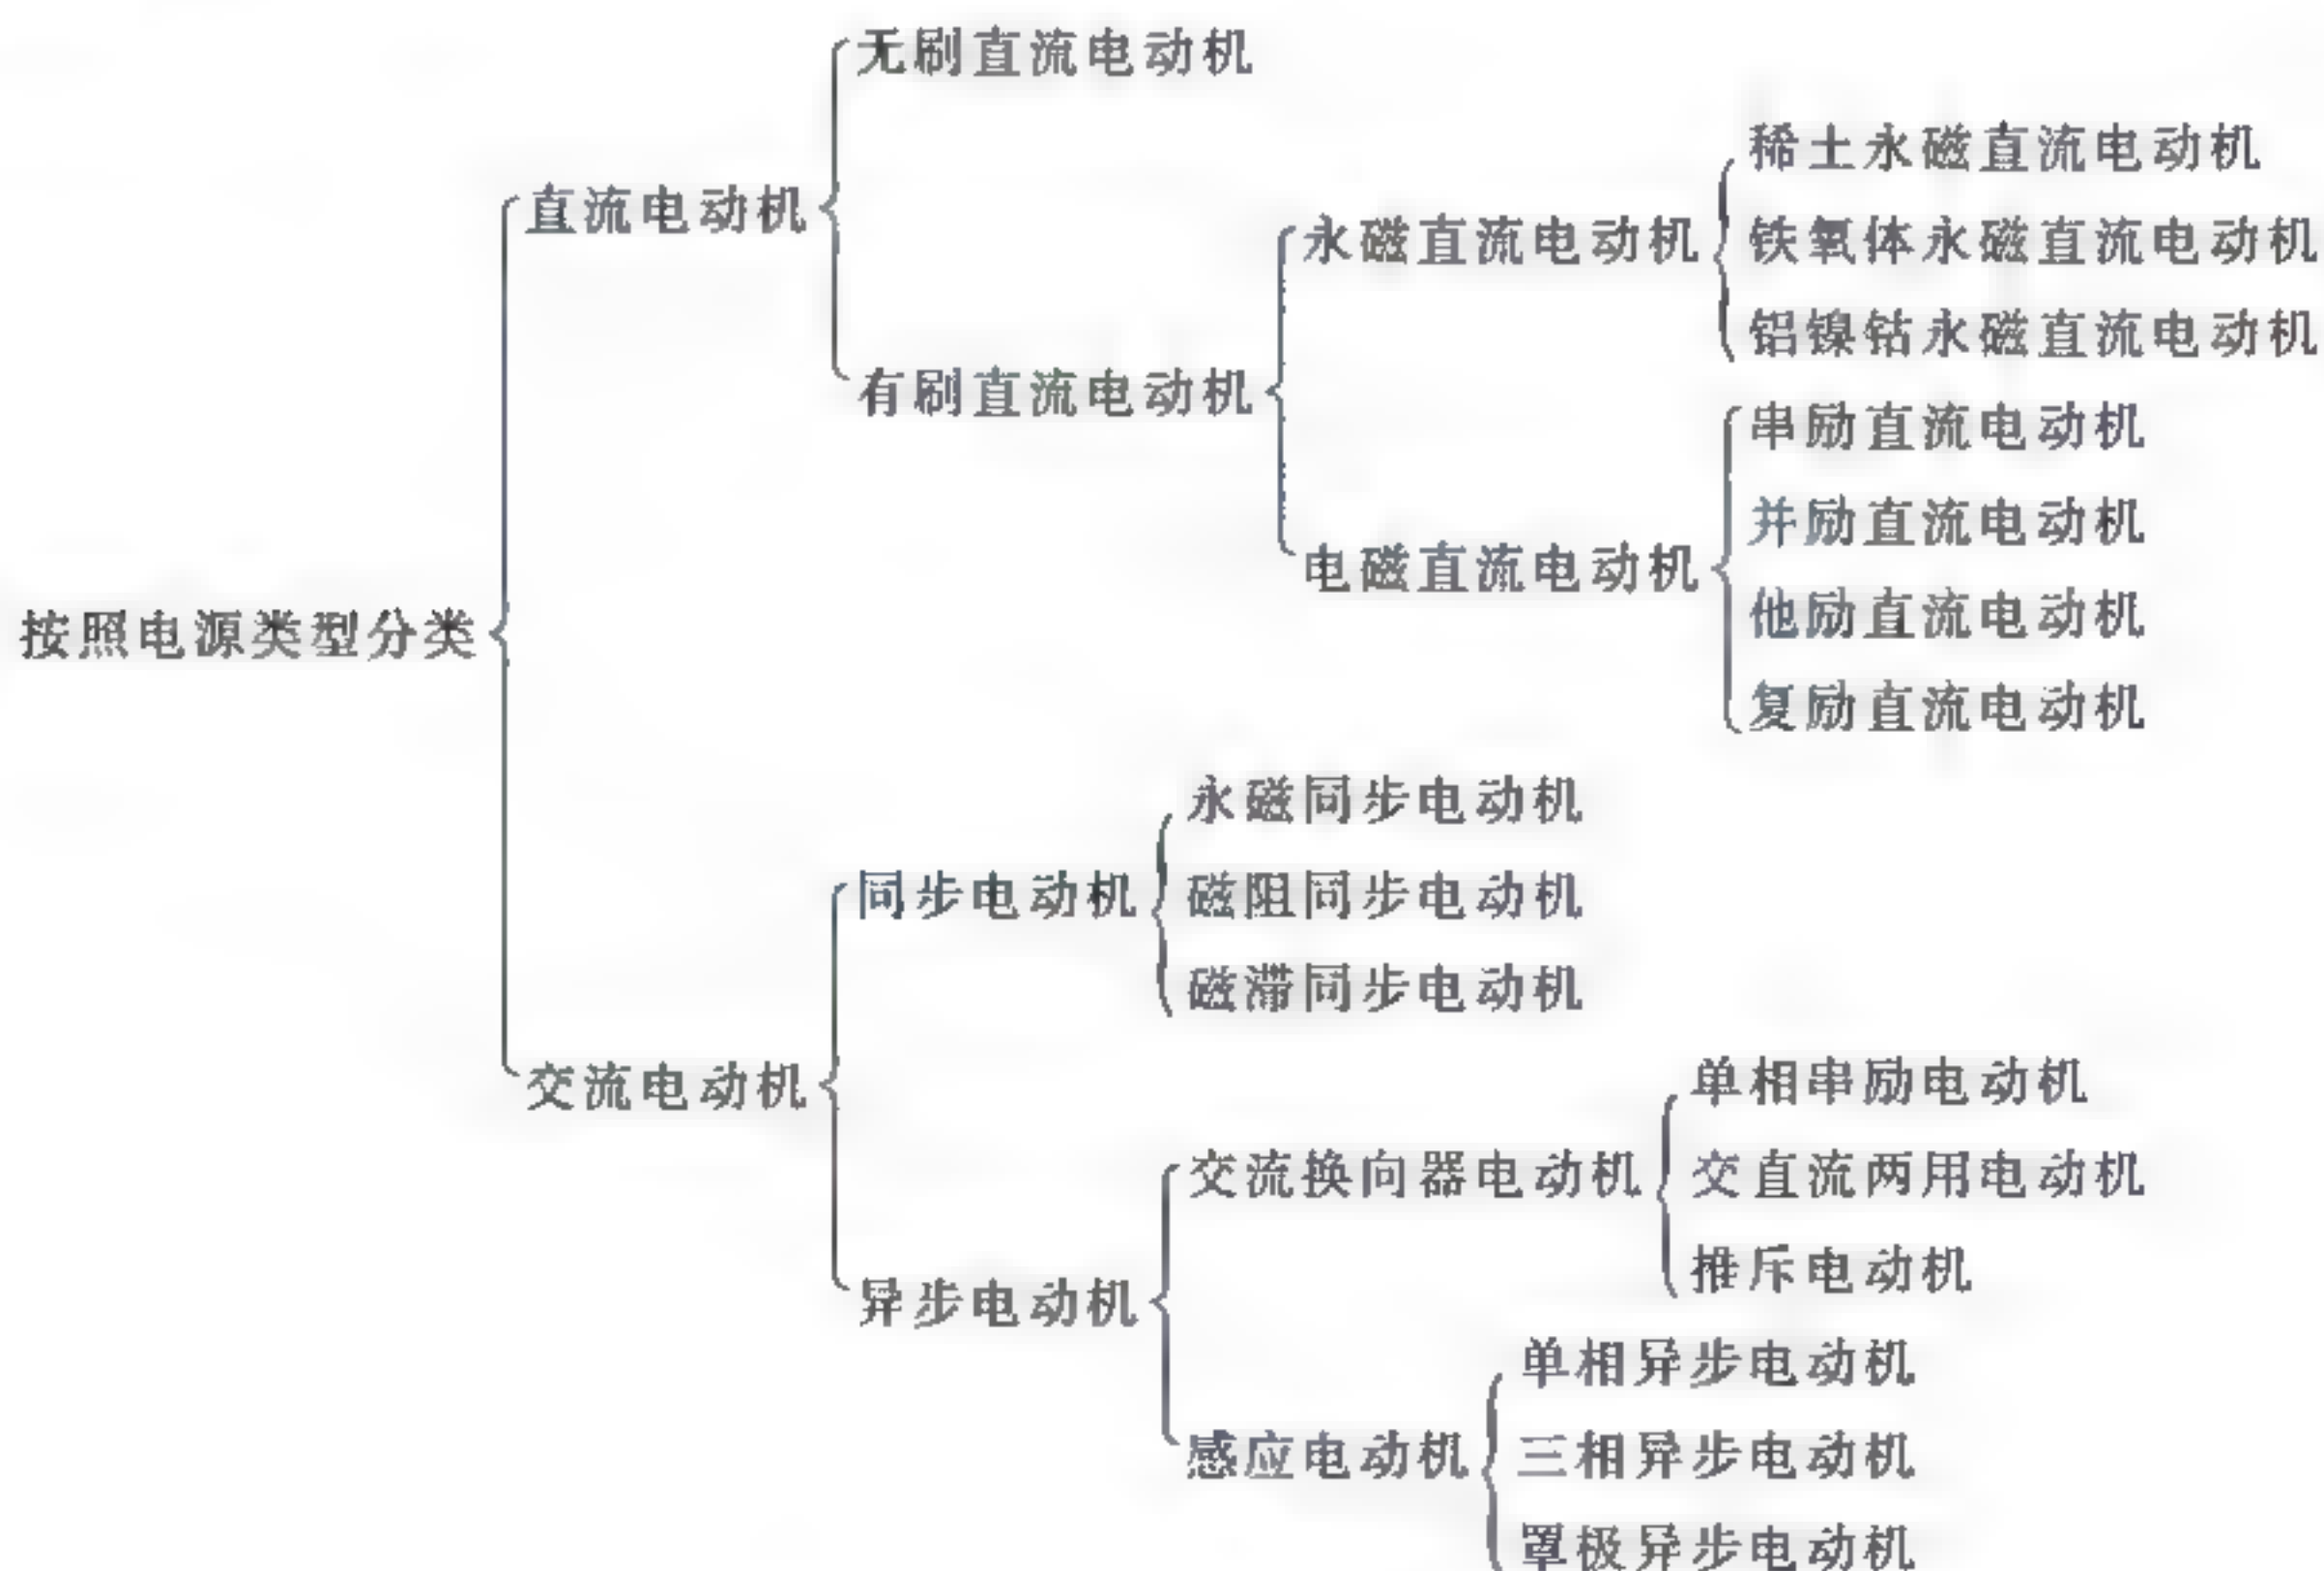 无刷直流电动机
稀土永磁直流电动机
直流电动机
永磁直流电动机
铁氧体永磁直流电动机
铝镍钴永磁直流电动机
有刷直流电动机
串励直流电动机
并励直流电动机
电磁直流电动机
他励直流电动机
按照电源类型分类
复励直流电动机
永磁同步电动机
同步电动机
磁阻同步电动机
磁滞同步电动机
交流电动机
单相串励电动机
交流换向器电动机
交直流两用电动机
推斥电动机
异步电动机
单相异步电动机
感应电动机
三相异步电动机
罩极异步电动机